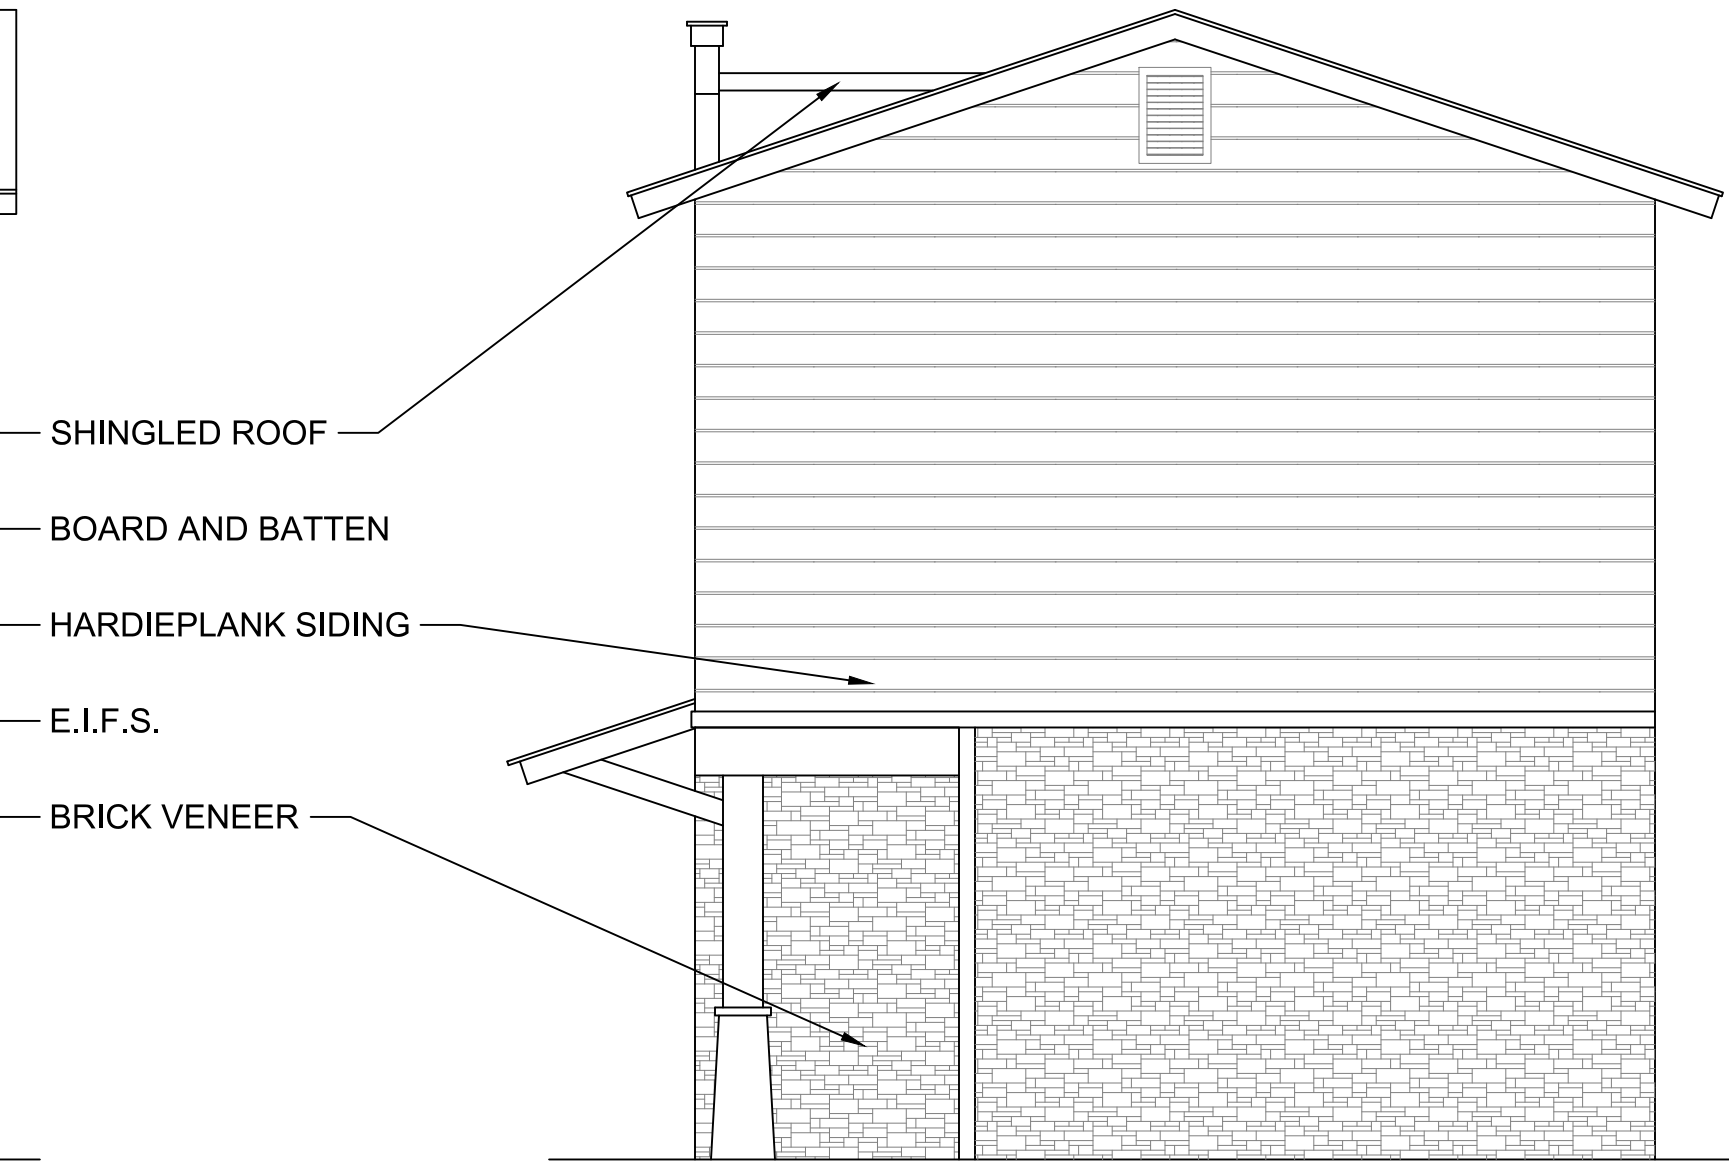 SHINGLED ROOF
BOARD AND BATTEN
HARDIEPLANK SIDING
E.I.F.S.
BRICK VENEER